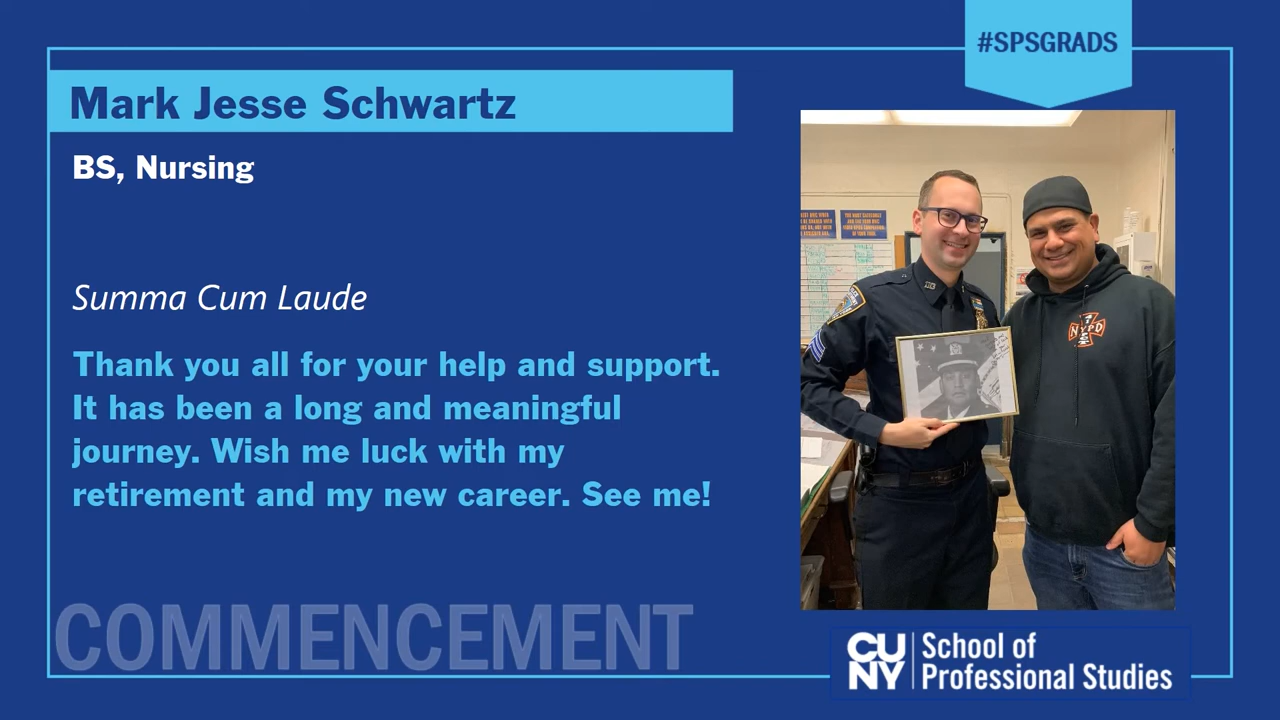 #SPSGRADS
Mark Jesse Schwartz
BS, Nursing
Summa Cum Laude
Thank you all for your help and support.
It has been a long and meaningful
journey. Wish me luck with my
retirement and my new career. See me!
NYPD
COMMENCEMENT
CU
NY
School of
Professional Studies